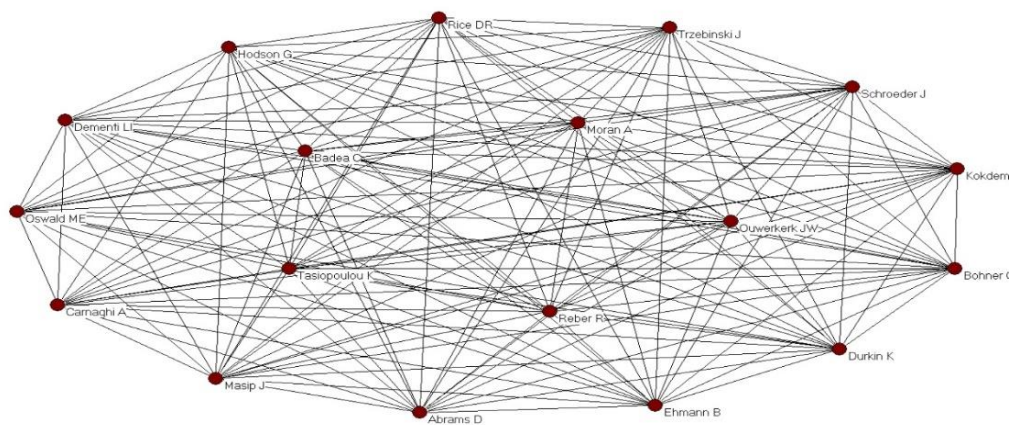 Rice DR
Trzebinski J
Hodson G
Schroeder J
Dementi LI
Moran A
Badea C
Kokdem
Oswald ME
Ouwerkerk JW
Tasiopoulou K
Bohner G
Carnaghi A
Reber R
Durkin K
Masip J
Abrams D
Ehmann B